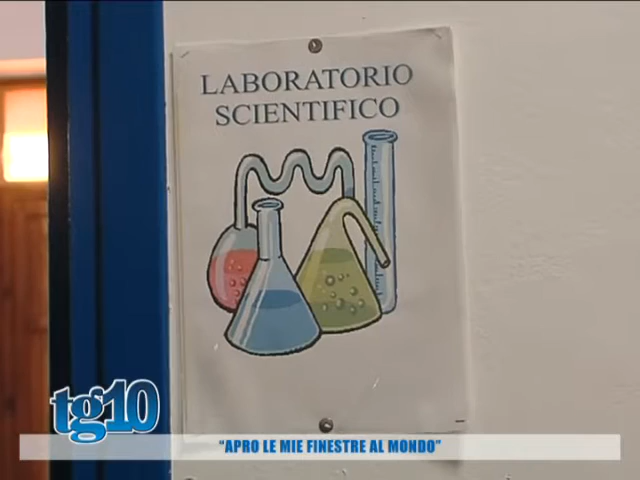 LABORATORIO
SCIENTIFICO
tg10
“APRO LE MIE FINESTRE AL MONDO”